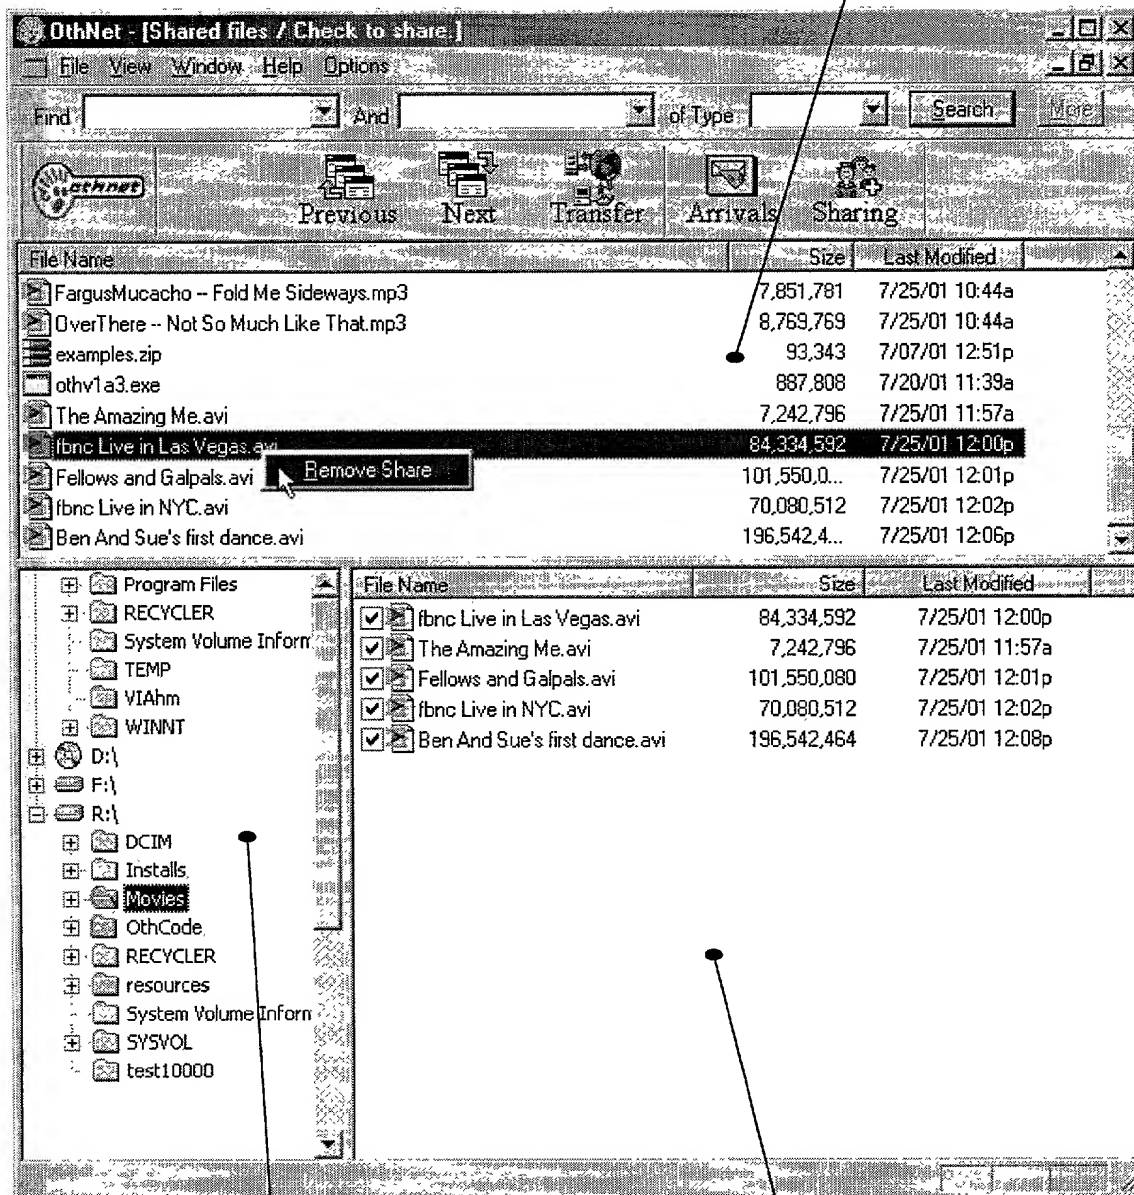 OthNet - [Shared files / Check to share ]
File View Window Help Options
Find And of Type Search More
othnet
Previous Next Transfer Arrivals Sharing
File Name Size Last Modified
FargusMucacho -- Fold Me Sideways.mp3 7,851,781 7/25/01 10:44a
OverThere -- Not So Much Like That.mp3 8,769,769 7/25/01 10:44a
examples.zip 93,343 7/07/01 12:51p
othv1a3.exe 887,808 7/20/01 11:39a
The Amazing Me.avi 7,242,796 7/25/01 11:57a
fbnc Live in Las Vegas.avi 84,334,592 7/25/01 12:00p
Remove Share
Fellows and Galpals.avi 101,550,0... 7/25/01 12:01p
fbnc Live in NYC.avi 70,080,512 7/25/01 12:02p
Ben And Sue's first dance.avi 196,542,4... 7/25/01 12:06p
Program Files
RECYCLER
System Volume Inform
TEMP
VIAhm
WINNT
D:\
F:\
R:\
DCIM
Installs
Movies
OthCode
RECYCLER
resources
System Volume Inform
SYSVOL
test10000
File Name Size Last Modified
fbnc Live in Las Vegas.avi 84,334,592 7/25/01 12:00p
The Amazing Me.avi 7,242,796 7/25/01 11:57a
Fellows and Galpals.avi 101,550,080 7/25/01 12:01p
fbnc Live in NYC.avi 70,080,512 7/25/01 12:02p
Ben And Sue's first dance.avi 196,542,464 7/25/01 12:08p